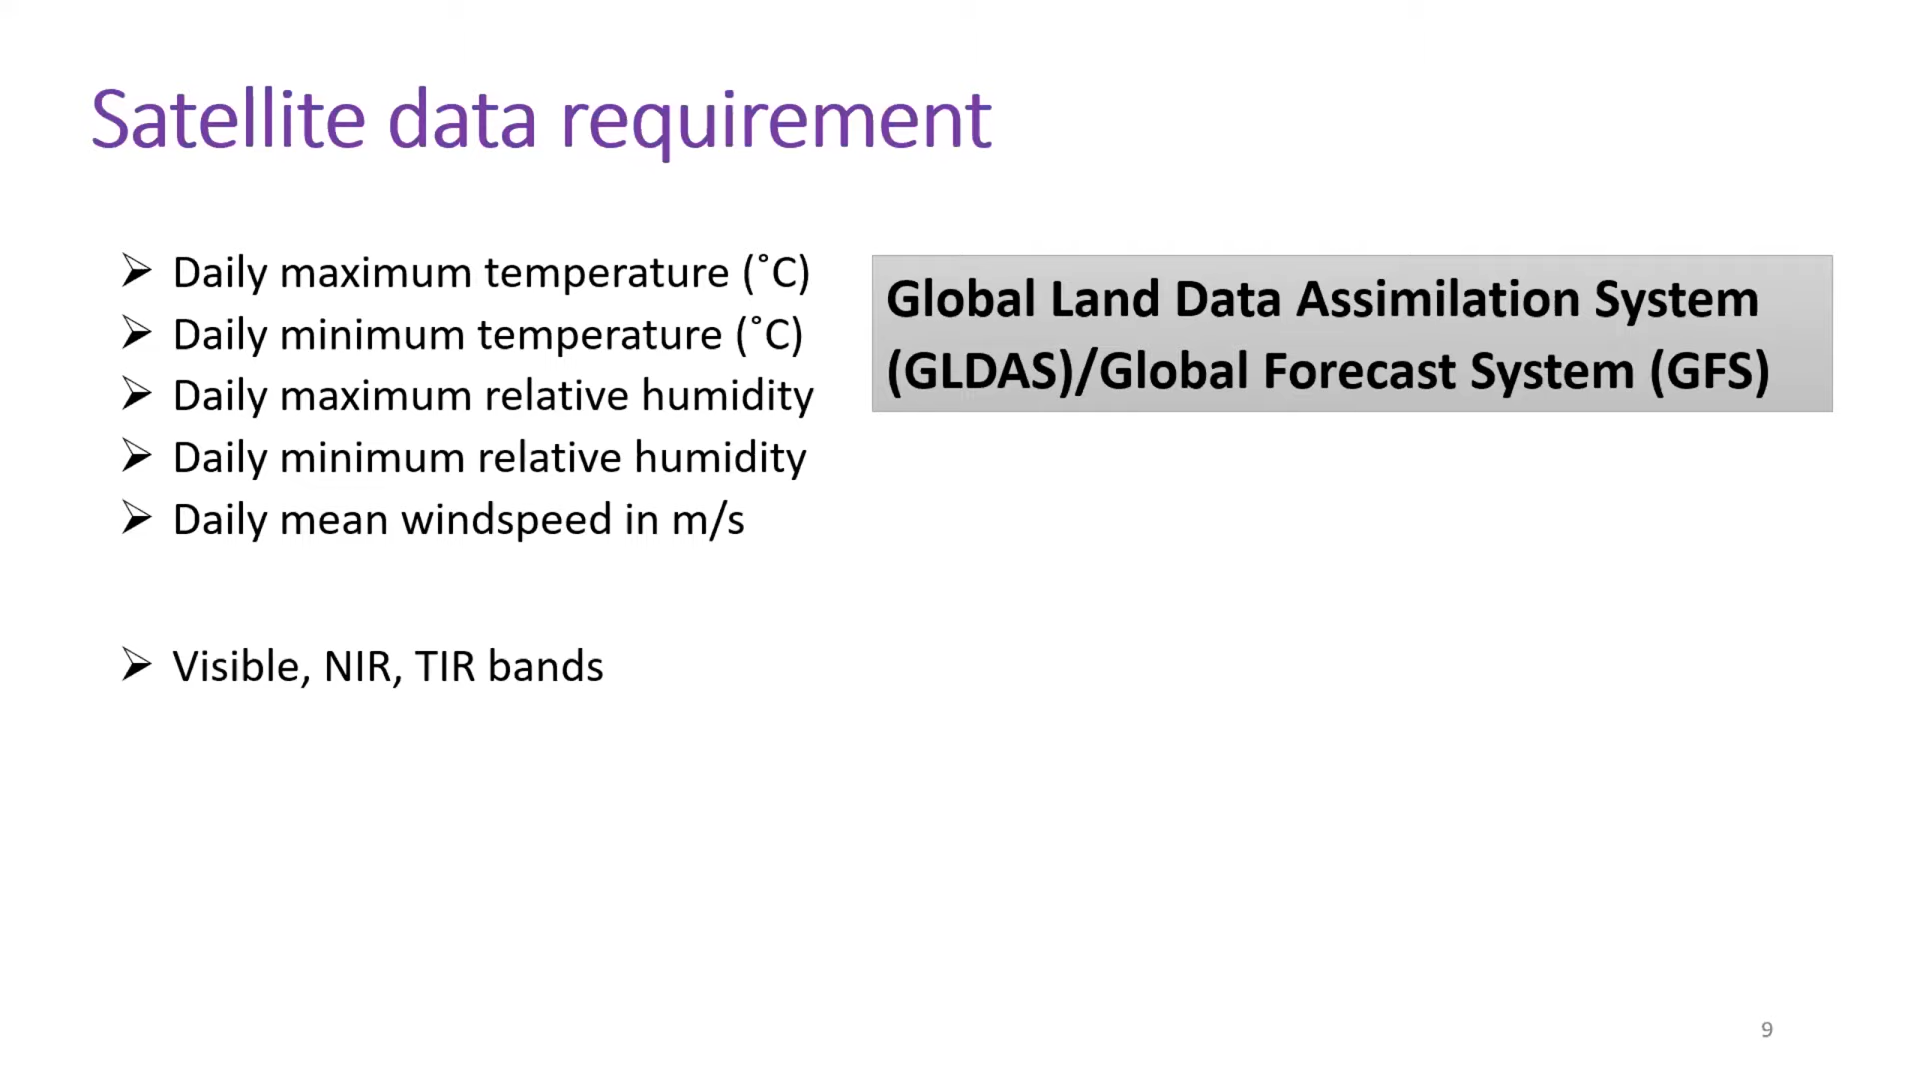 Satellite data requirement
➢ Daily maximum temperature (˚C)
➢ Daily minimum temperature (˚C)
➢ Daily maximum relative humidity
➢ Daily minimum relative humidity
➢ Daily mean windspeed in m/s
➢ Visible, NIR, TIR bands
Global Land Data Assimilation System
(GLDAS)/Global Forecast System (GFS)
9